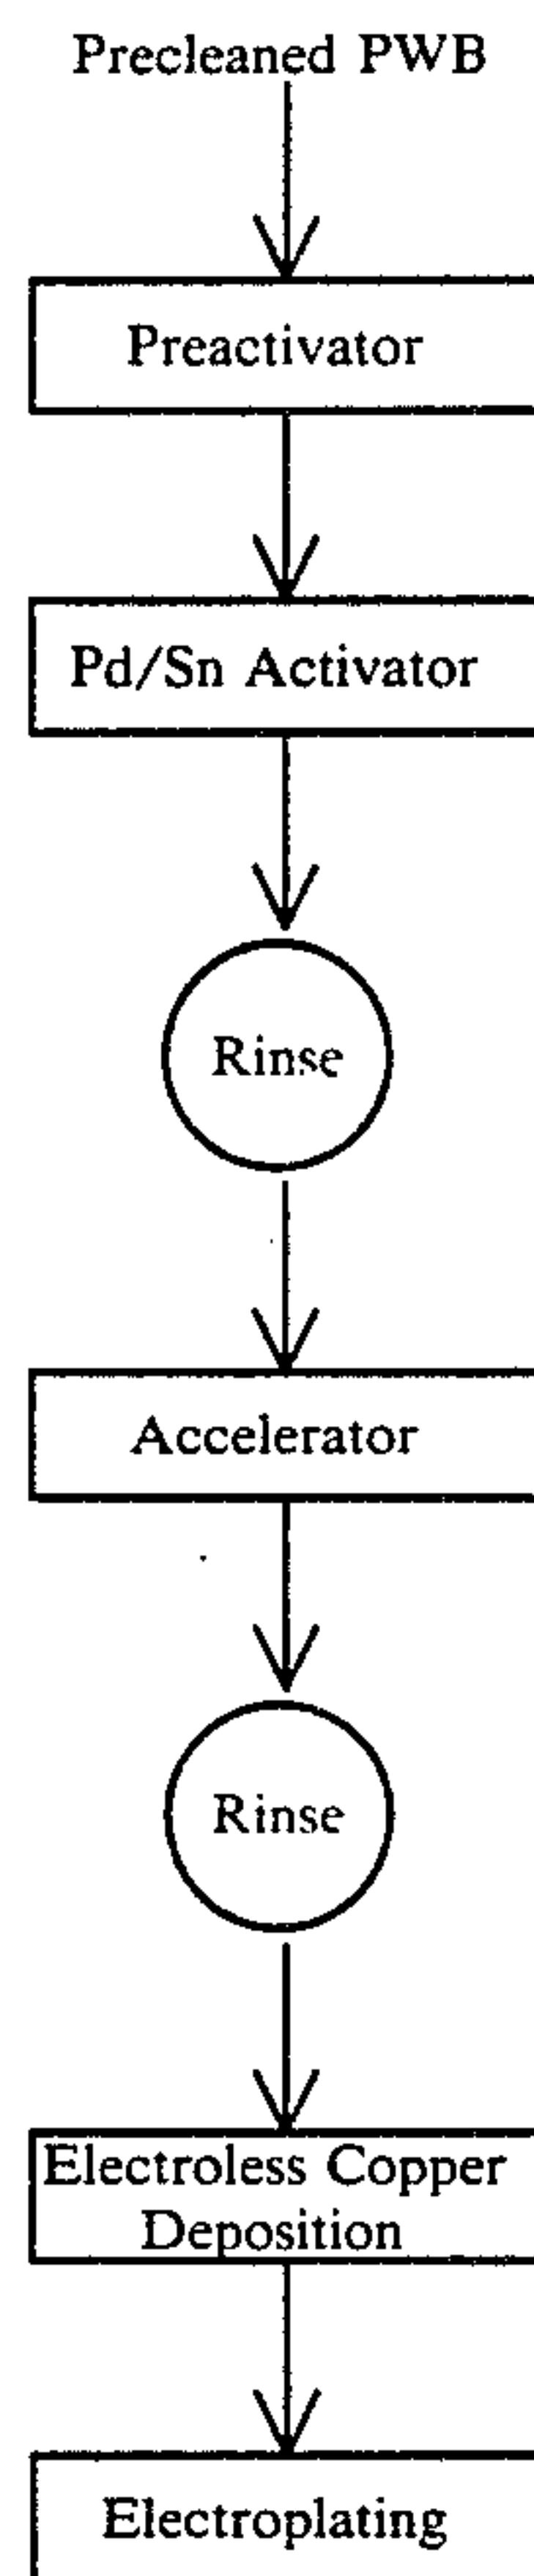 Precleaned PWB
Preactivator
Pd/Sn Activator
Rinse
Accelerator
Rinse
Electroless Copper
Deposition
Electroplating